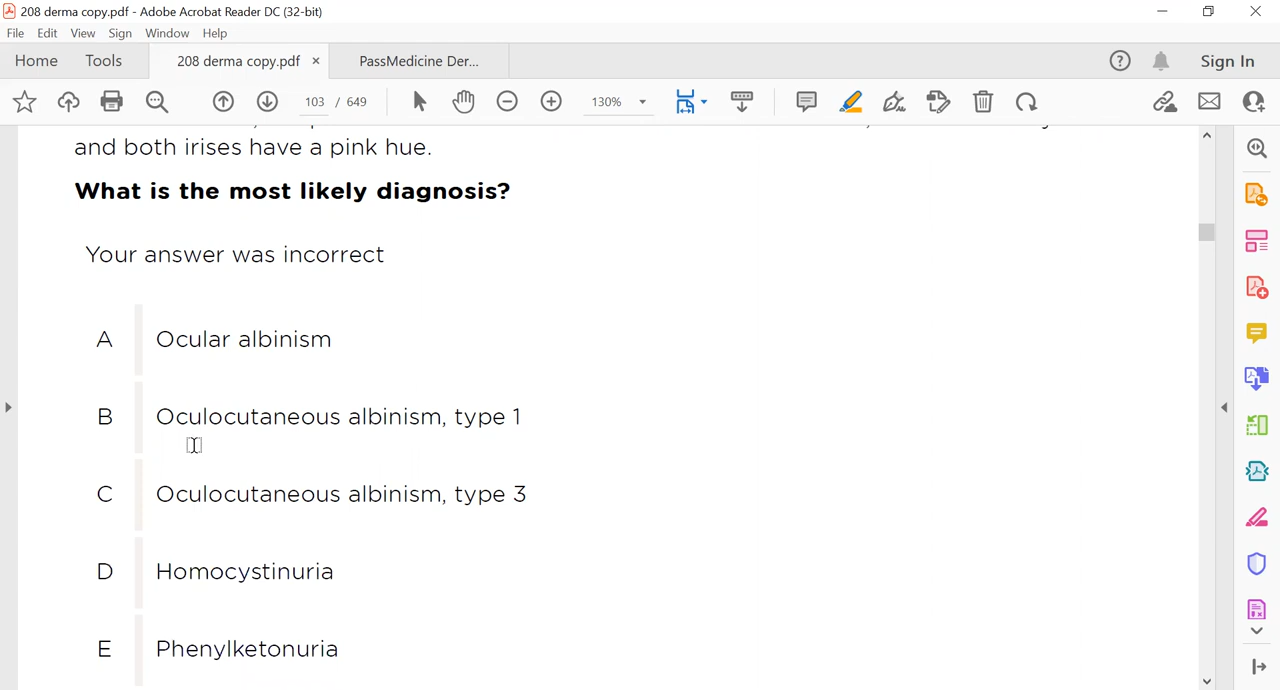 208 derma copy.pdf - Adobe Acrobat Reader DC (32-bit)
File Edit View Sign Window Help
Home Tools 208 derma copy.pdf × PassMedicine Der... Sign In
103 / 649 130%
and both irises have a pink hue.
What is the most likely diagnosis?
Your answer was incorrect
A Ocular albinism
B Oculocutaneous albinism, type 1
C Oculocutaneous albinism, type 3
D Homocystinuria
E Phenylketonuria